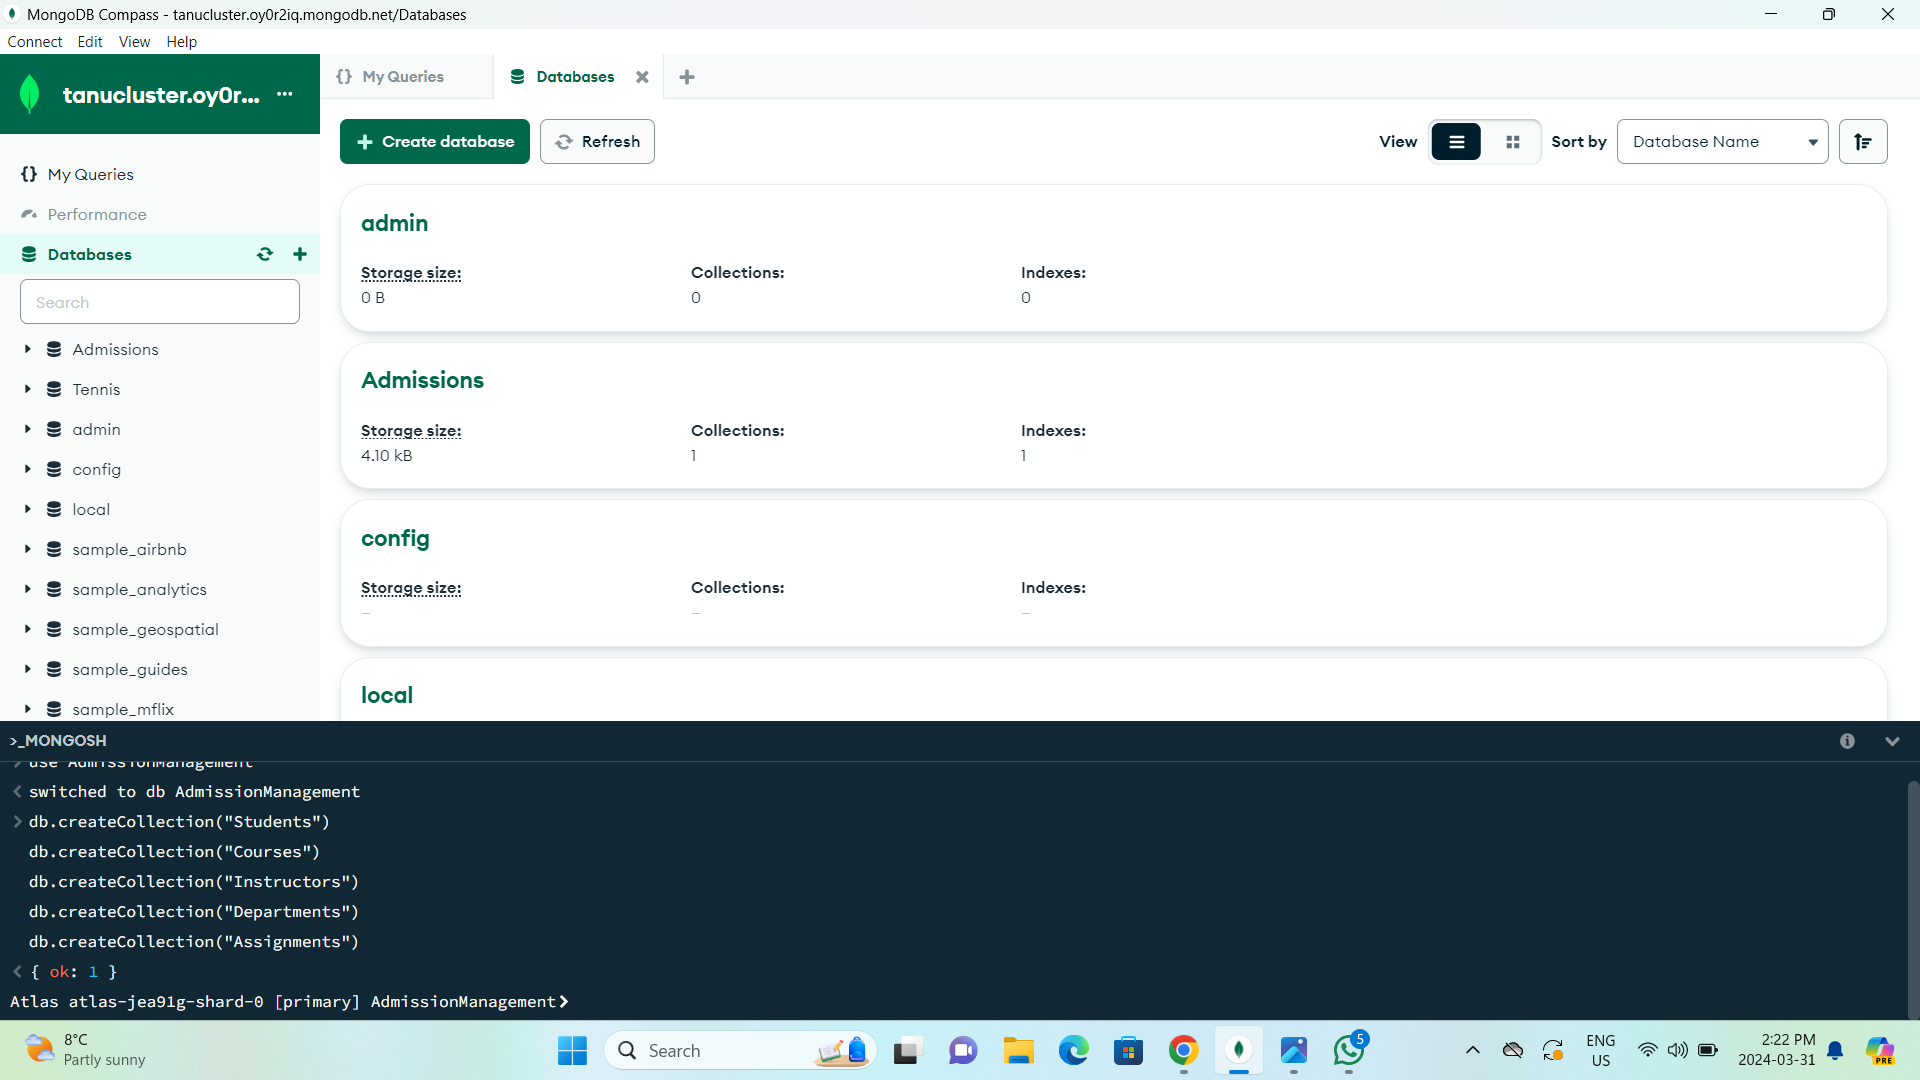 MongoDB Compass - tanucluster.oy0r2iq.mongodb.net/Databases
Connect Edit View Help
tanucluster.oy0r... ...
{} My Queries
Databases
Create database
Refresh
View
Sort by
Database Name
{} My Queries
Performance
Databases
Search
Admissions
Tennis
admin
config
local
sample_airbnb
sample_analytics
sample_geospatial
sample_guides
sample_mflix
admin
Storage size: Collections: Indexes:
0 B 0 0
Admissions
Storage size: Collections: Indexes:
4.10 kB 1 1
config
Storage size: Collections: Indexes:
– – –
local
>_MONGOSH
> use AdmissionManagement
< switched to db AdmissionManagement
> db.createCollection("Students")
db.createCollection("Courses")
db.createCollection("Instructors")
db.createCollection("Departments")
db.createCollection("Assignments")
< { ok: 1 }
Atlas atlas-jea91g-shard-0 [primary] AdmissionManagement>
8°C
Partly sunny
Search
5
ENG
US
2:22 PM
2024-03-31
PRE